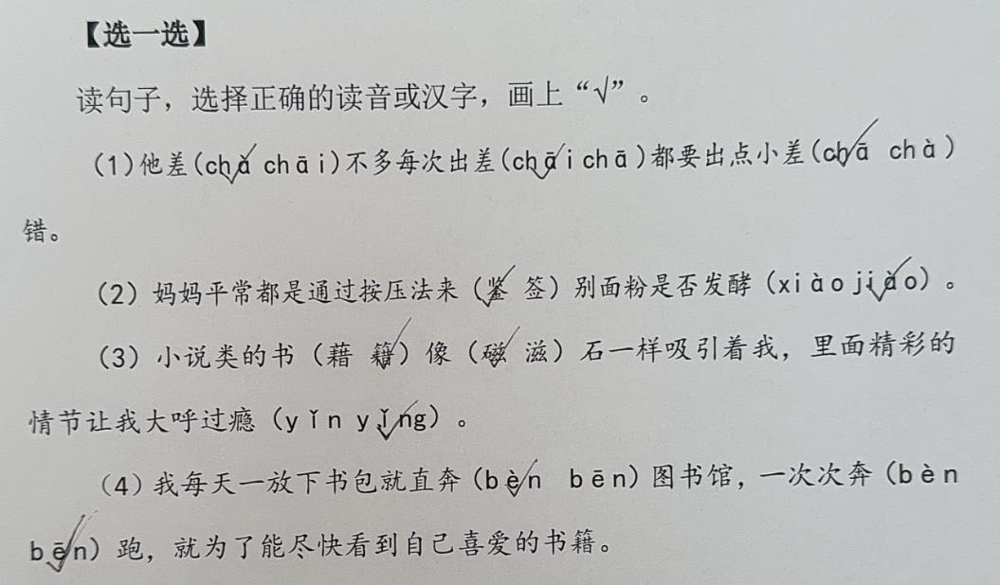 【选一选】
读句子，选择正确的读音或汉字，画上“√”。
(1)他差(chà chāi)不多每次出差(chāi chā)都要出点小差(chā chà)
错。
(2）妈妈平常都是通过按压法来（鉴 签）别面粉是否发酵（xiào jiào）。
（3）小说类的书（藉 籍）像（磁 滋）石一样吸引着我，里面精彩的
情节让我大呼过瘾（yǐn yǐng）。
（4）我每天一放下书包就直奔（bèn bēn）图书馆，一次次奔（bèn
bēn）跑，就为了能尽快看到自己喜爱的书籍。